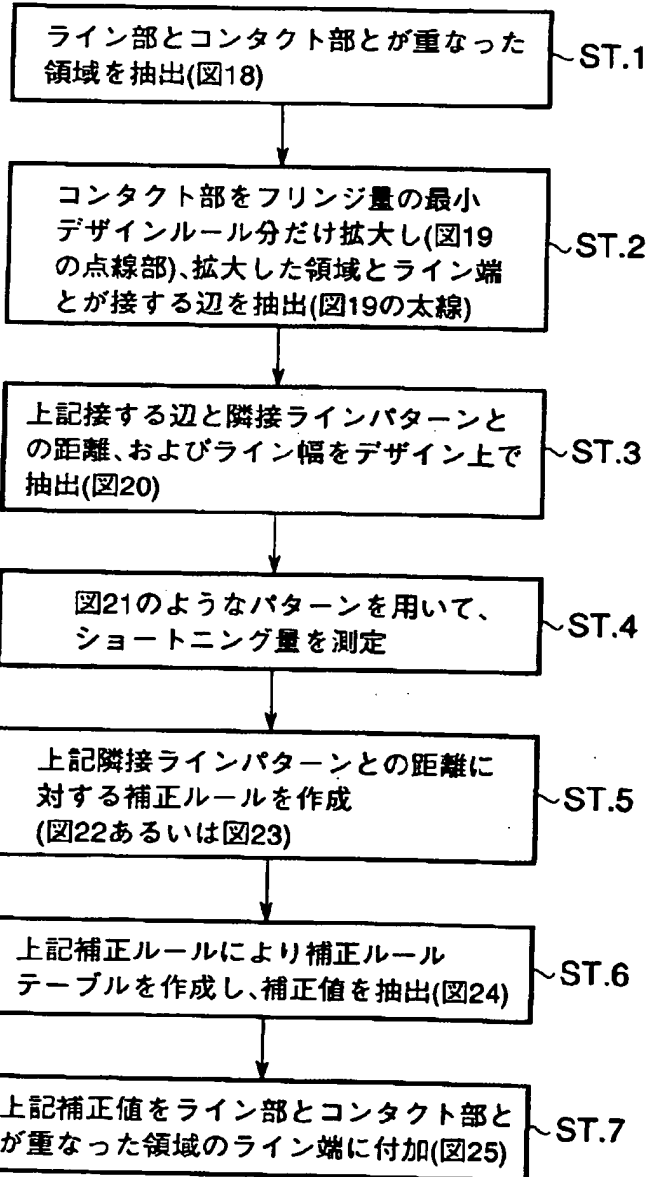 ライン部とコンタクト部とが重なった
領域を抽出(図18)
ST.1
コンタクト部をフリンジ量の最小
デザインルール分だけ拡大し(図19
の点線部)、拡大した領域とライン端
とが接する辺を抽出(図19の太線)
ST.2
上記接する辺と隣接ラインパターンと
の距離、およびライン幅をデザイン上で
抽出(図20)
ST.3
図21のようなパターンを用いて、
ショートニング量を測定
ST.4
上記隣接ラインパターンとの距離に
対する補正ルールを作成
(図22あるいは図23)
ST.5
上記補正ルールにより補正ルール
テーブルを作成し、補正値を抽出(図24)
ST.6
上記補正値をライン部とコンタクト部と
が重なった領域のライン端に付加(図25)
ST.7